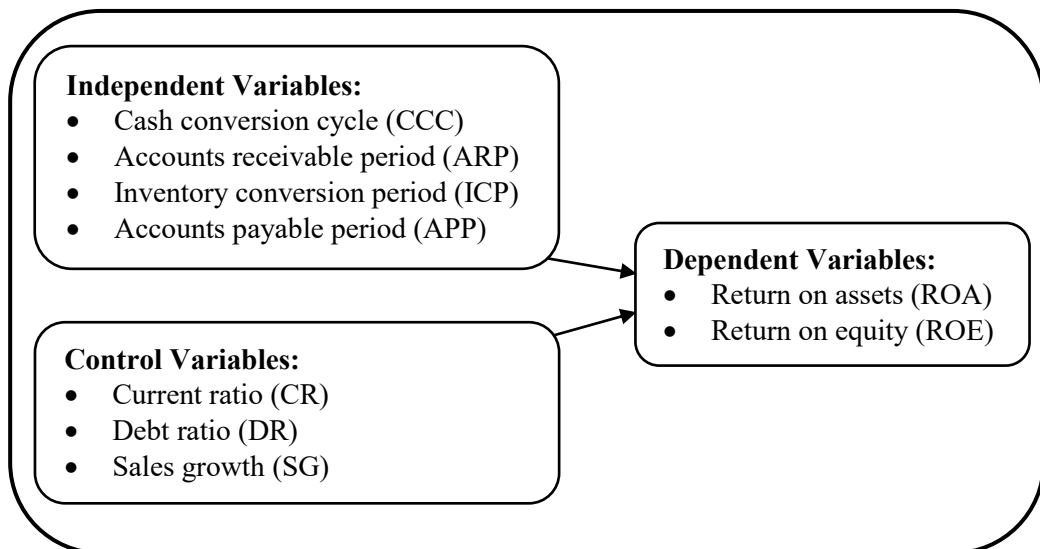 Independent Variables:
• Cash conversion cycle (CCC)
• Accounts receivable period (ARP)
• Inventory conversion period (ICP)
• Accounts payable period (APP)
Dependent Variables:
• Return on assets (ROA)
• Return on equity (ROE)
Control Variables:
• Current ratio (CR)
• Debt ratio (DR)
• Sales growth (SG)